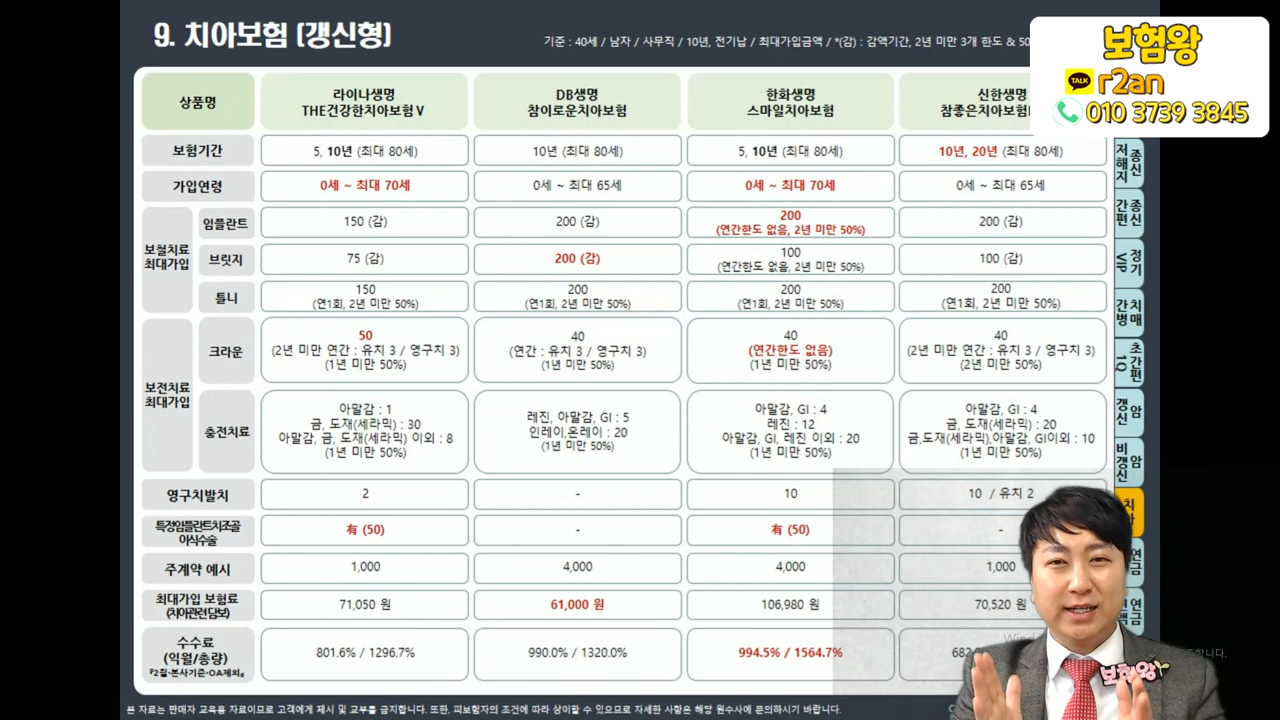 9. 치아보험 (갱신형)
기준 : 40세 / 남자 / 사무직 / 10년, 전기납 / 최대가입금액 / *(감) : 감액기간, 2년 미만 3개 한도 & 50
보험왕
TALK r2an
010 3739 3845
상품명
라이나생명
THE건강한치아보험Ⅴ
DB생명
참이로운치아보험
한화생명
스마일치아보험
신한생명
참좋은치아보험
보험기간
5, 10년 (최대 80세)
10년 (최대 80세)
5, 10년 (최대 80세)
10년, 20년 (최대 80세)
가입연령
0세 ~ 최대 70세
0세 ~ 최대 65세
0세 ~ 최대 70세
0세 ~ 최대 65세
보철치료
최대가입
임플란트
150 (감)
200 (감)
200
(연간한도 없음, 2년 미만 50%)
200 (감)
브릿지
75 (감)
200 (감)
100
(연간한도 없음, 2년 미만 50%)
100 (감)
틀니
150
(연1회, 2년 미만 50%)
200
(연1회, 2년 미만 50%)
200
(연1회, 2년 미만 50%)
200
(연1회, 2년 미만 50%)
보전치료
최대가입
크라운
50
(2년 미만 연간 : 유치 3 / 영구치 3)
(1년 미만 50%)
40
(연간 : 유치 3 / 영구치 3)
(1년 미만 50%)
40
(연간한도 없음)
(1년 미만 50%)
40
(2년 미만 연간 : 유치 3 / 영구치 3)
(2년 미만 50%)
충전치료
아말감 : 1
금, 도재(세라믹) : 30
아말감, 금, 도재(세라믹) 이외 : 8
(1년 미만 50%)
레진, 아말감, GI : 5
인레이,온레이 : 20
(1년 미만 50%)
아말감, GI : 4
레진 : 12
아말감, GI, 레진 이외 : 20
(1년 미만 50%)
아말감, GI : 4
금, 도재(세라믹) : 20
금,도재(세라믹),아말감, GI이외 : 10
(1년 미만 50%)
영구치발치
2
-
10
10 / 유치 2
특정임플란트치조골
이식수술
有 (50)
-
有 (50)
-
주계약 예시
1,000
4,000
4,000
1,000
최대가입 보험료
(치아관련담보)
71,050 원
61,000 원
106,980 원
70,520 원
수수료
(익월/총량)
『2월·본사기준·OA제외』
801.6% / 1296.7%
990.0% / 1320.0%
994.5% / 1564.7%
저해지 종신
간편 종신
VIP 정기
간병 치매
1Q 초간편
갱신 암
비갱신 암
연금
연금
보험왕
본 자료는 판매자 교육용 자료이므로 고객에게 제시 및 교부를 금지합니다. 또한, 피보험자의 조건에 따라 상이할 수 있으므로 자세한 사항은 해당 원수사에 문의하시기 바랍니다.